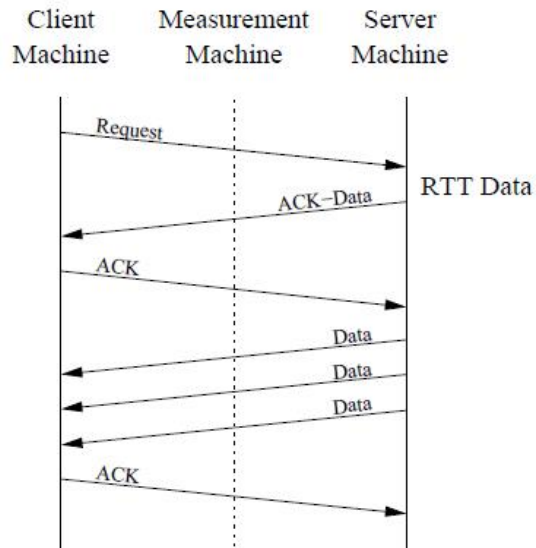 Client Measurement Server
Machine Machine Machine
Request
RTT Data
ACK–Data
ACK
Data
Data
Data
ACK